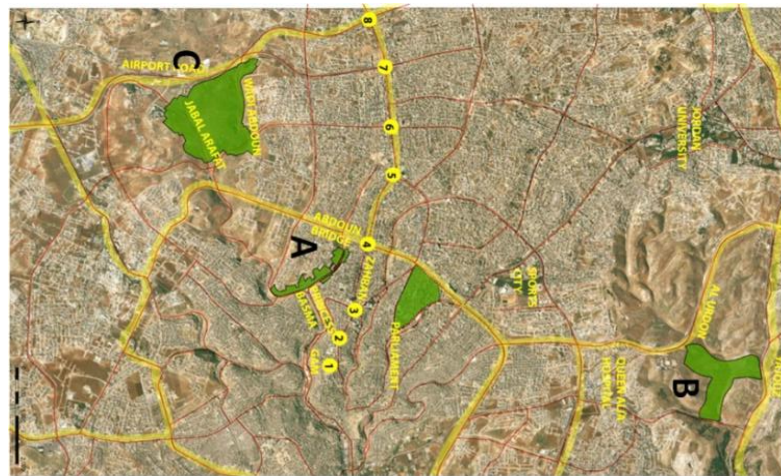 8
C
AIRPORT ROAD
7
WADI ABDOUN
JABAL ARAFAT
6
JORDAN
UNIVERSITY
5
ABDOUN
BRIDGE
4
A
ZAHRAN
SPORTS
CITY
AL URDON
3
PRINCESS
BASMA
2
PARLIAMENT
GAM
1
QUEEN ALIA
HOSPITAL
B